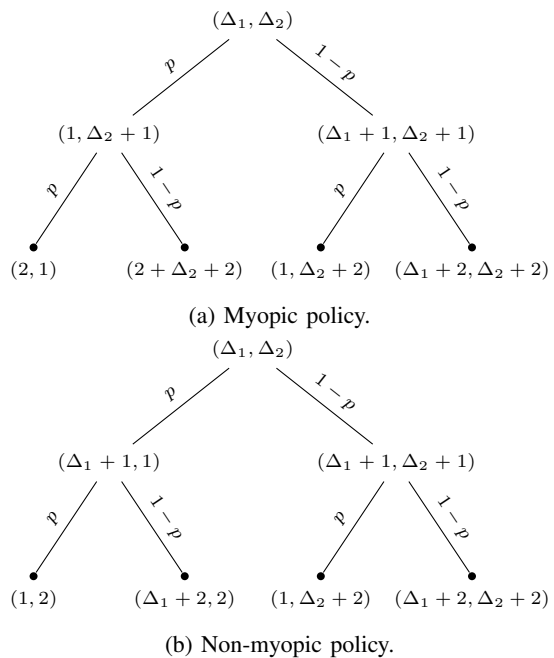 (Δ₁, Δ₂)
p 1−p
(1, Δ₂ + 1) (Δ₁ + 1, Δ₂ + 1)
p 1−p p 1−p
(2, 1) (2 + Δ₂ + 2) (1, Δ₂ + 2) (Δ₁ + 2, Δ₂ + 2)
(a) Myopic policy.
(Δ₁, Δ₂)
p 1−p
(Δ₁ + 1, 1) (Δ₁ + 1, Δ₂ + 1)
p 1−p p 1−p
(1, 2) (Δ₁ + 2, 2) (1, Δ₂ + 2) (Δ₁ + 2, Δ₂ + 2)
(b) Non-myopic policy.